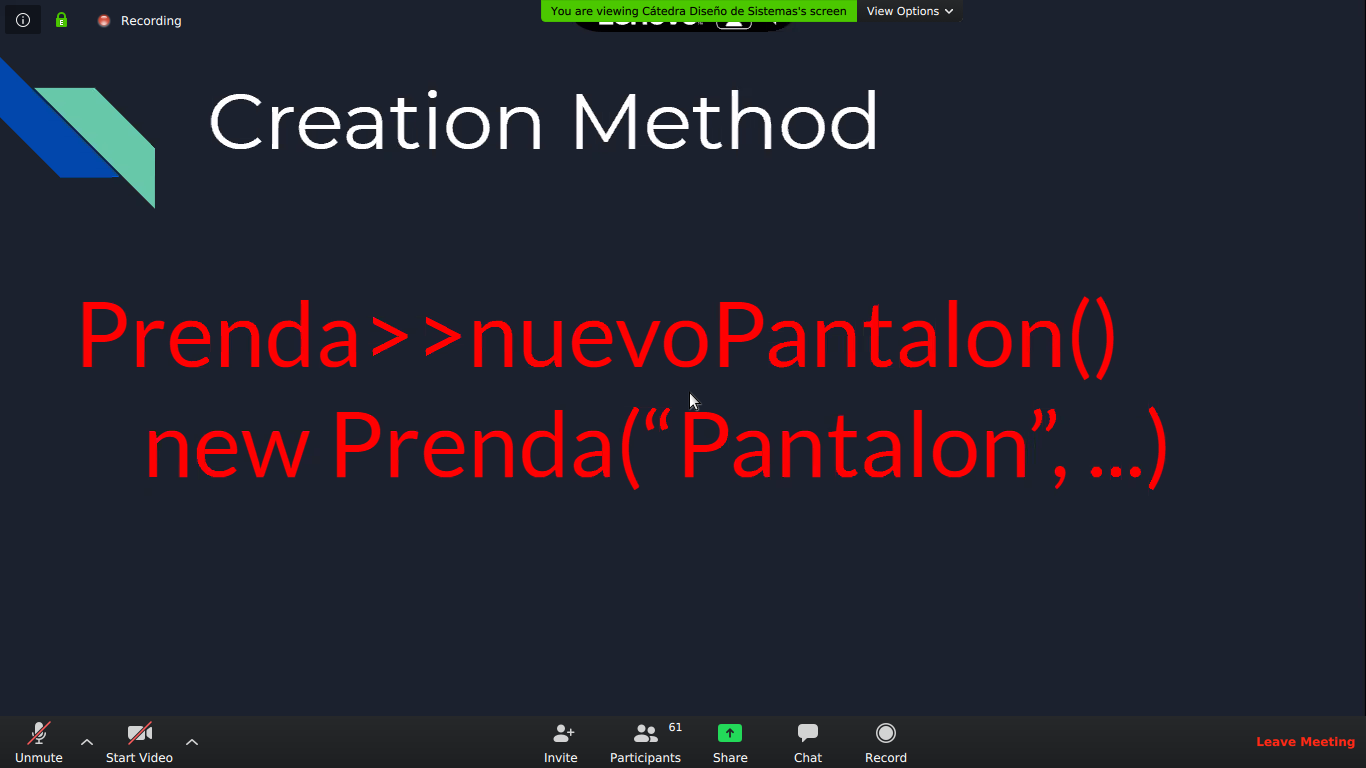 Recording
You are viewing Cátedra Diseño de Sistemas's screen
View Options
Creation Method
Prenda>>nuevoPantalon()
new Prenda(“Pantalon”, ...)
Unmute
Start Video
Invite
Participants
61
Share
Chat
Record
Leave Meeting